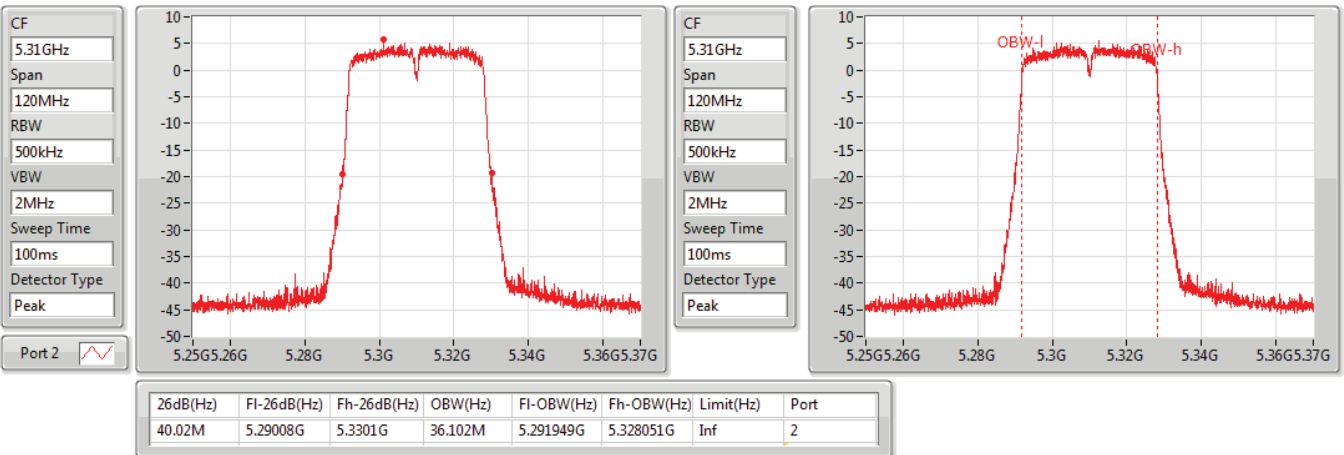 CF
5.31GHz
Span
120MHz
RBW
500kHz
VBW
2MHz
Sweep Time
100ms
Detector Type
Peak
Port 2
10
5
0
-5
-10
-15
-20
-25
-30
-35
-40
-45
-50
5.25G5.26G 5.28G 5.3G 5.32G 5.34G 5.36G5.37G
CF
5.31GHz
Span
120MHz
RBW
500kHz
VBW
2MHz
Sweep Time
100ms
Detector Type
Peak
10
5
0
-5
-10
-15
-20
-25
-30
-35
-40
-45
-50
OBW-l OBW-h
5.25G5.26G 5.28G 5.3G 5.32G 5.34G 5.36G5.37G
26dB(Hz) Fl-26dB(Hz) Fh-26dB(Hz) OBW(Hz) Fl-OBW(Hz) Fh-OBW(Hz) Limit(Hz) Port
40.02M 5.29008G 5.3301G 36.102M 5.291949G 5.328051G Inf 2